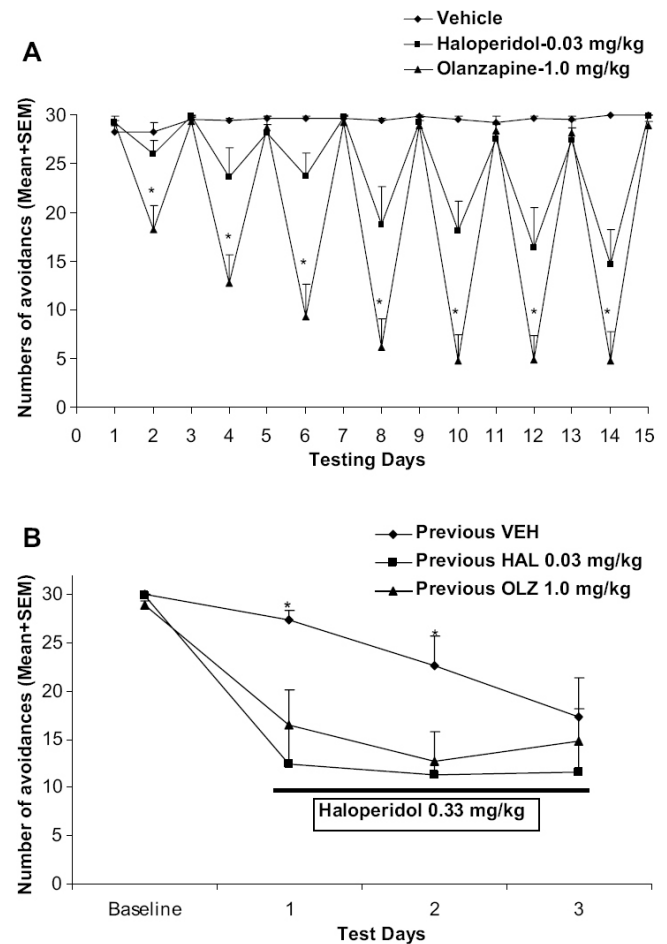 A
Vehicle
Haloperidol-0.03 mg/kg
Olanzapine-1.0 mg/kg
Numbers of avoidancs (Mean+SEM)
30
25
20
15
10
5
0
* * * * * * *
0 1 2 3 4 5 6 7 8 9 10 11 12 13 14 15
Testing Days
B
Previous VEH
Previous HAL 0.03 mg/kg
Previous OLZ 1.0 mg/kg
Number of avoidances (Mean+SEM)
30
25
20
15
10
5
0
* *
Haloperidol 0.33 mg/kg
Baseline 1 2 3
Test Days